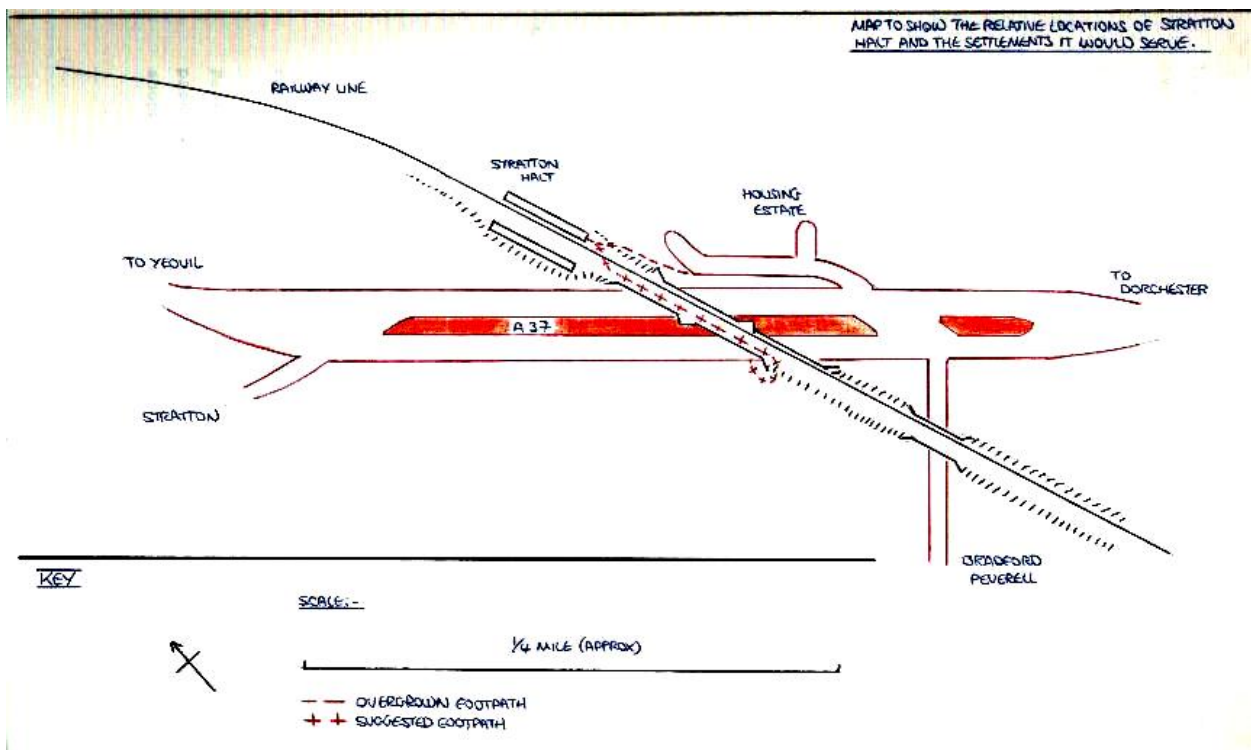 MAP TO SHOW THE RELATIVE LOCATIONS OF STRATTON
HALT AND THE SETTLEMENTS IT WOULD SERVE.
RAILWAY LINE
STRATTON
HALT
HOUSING
ESTATE
TO YEOVIL
TO
DORCHESTER
A 37
STRATTON
BRADFORD
PEVERELL
KEY
SCALE:-
1/4 MILE (APPROX)
OVERGROWN FOOTPATH
SUGGESTED FOOTPATH